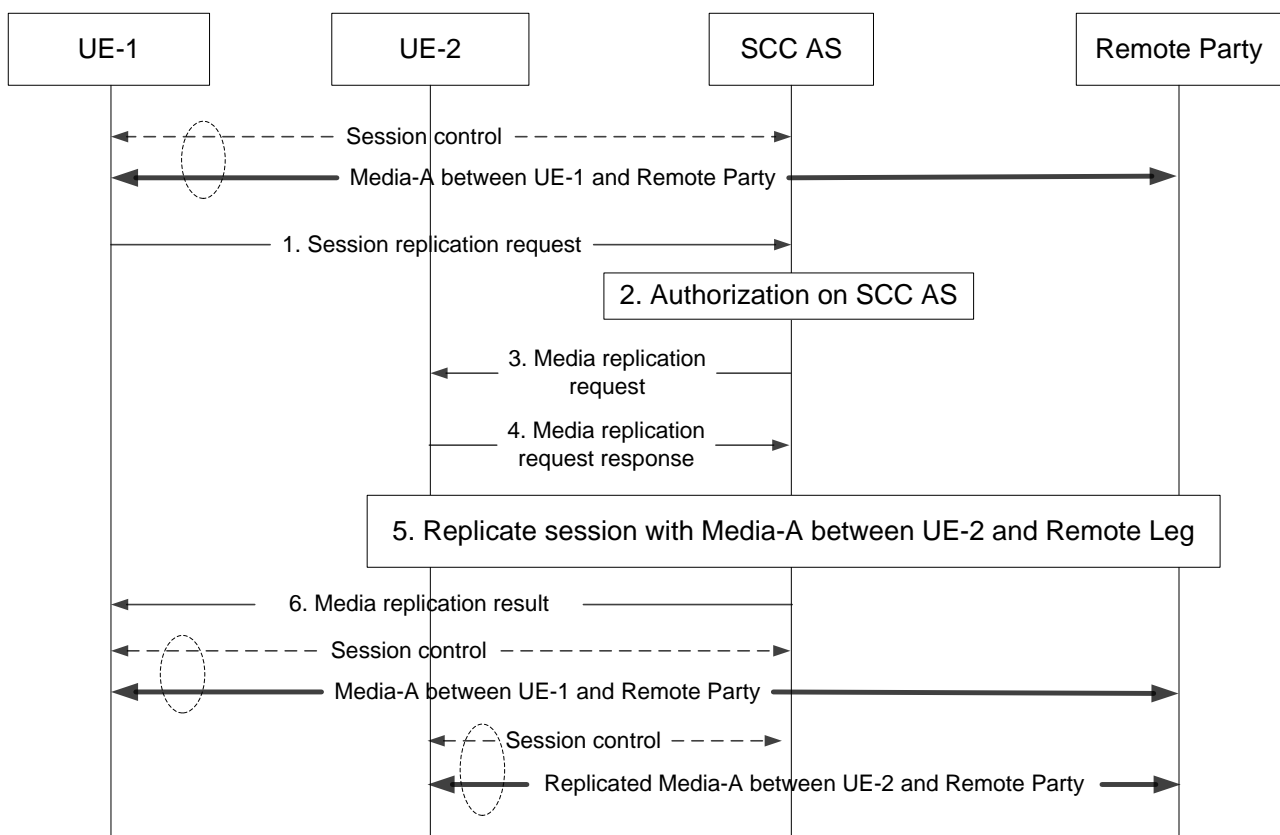 UE-1
UE-2
SCC AS
Remote Party
Session control
Media-A between UE-1 and Remote Party
1. Session replication request
2. Authorization on SCC AS
3. Media replication
request
4. Media replication
request response
5. Replicate session with Media-A between UE-2 and Remote Leg
6. Media replication result
Session control
Media-A between UE-1 and Remote Party
Session control
Replicated Media-A between UE-2 and Remote Party